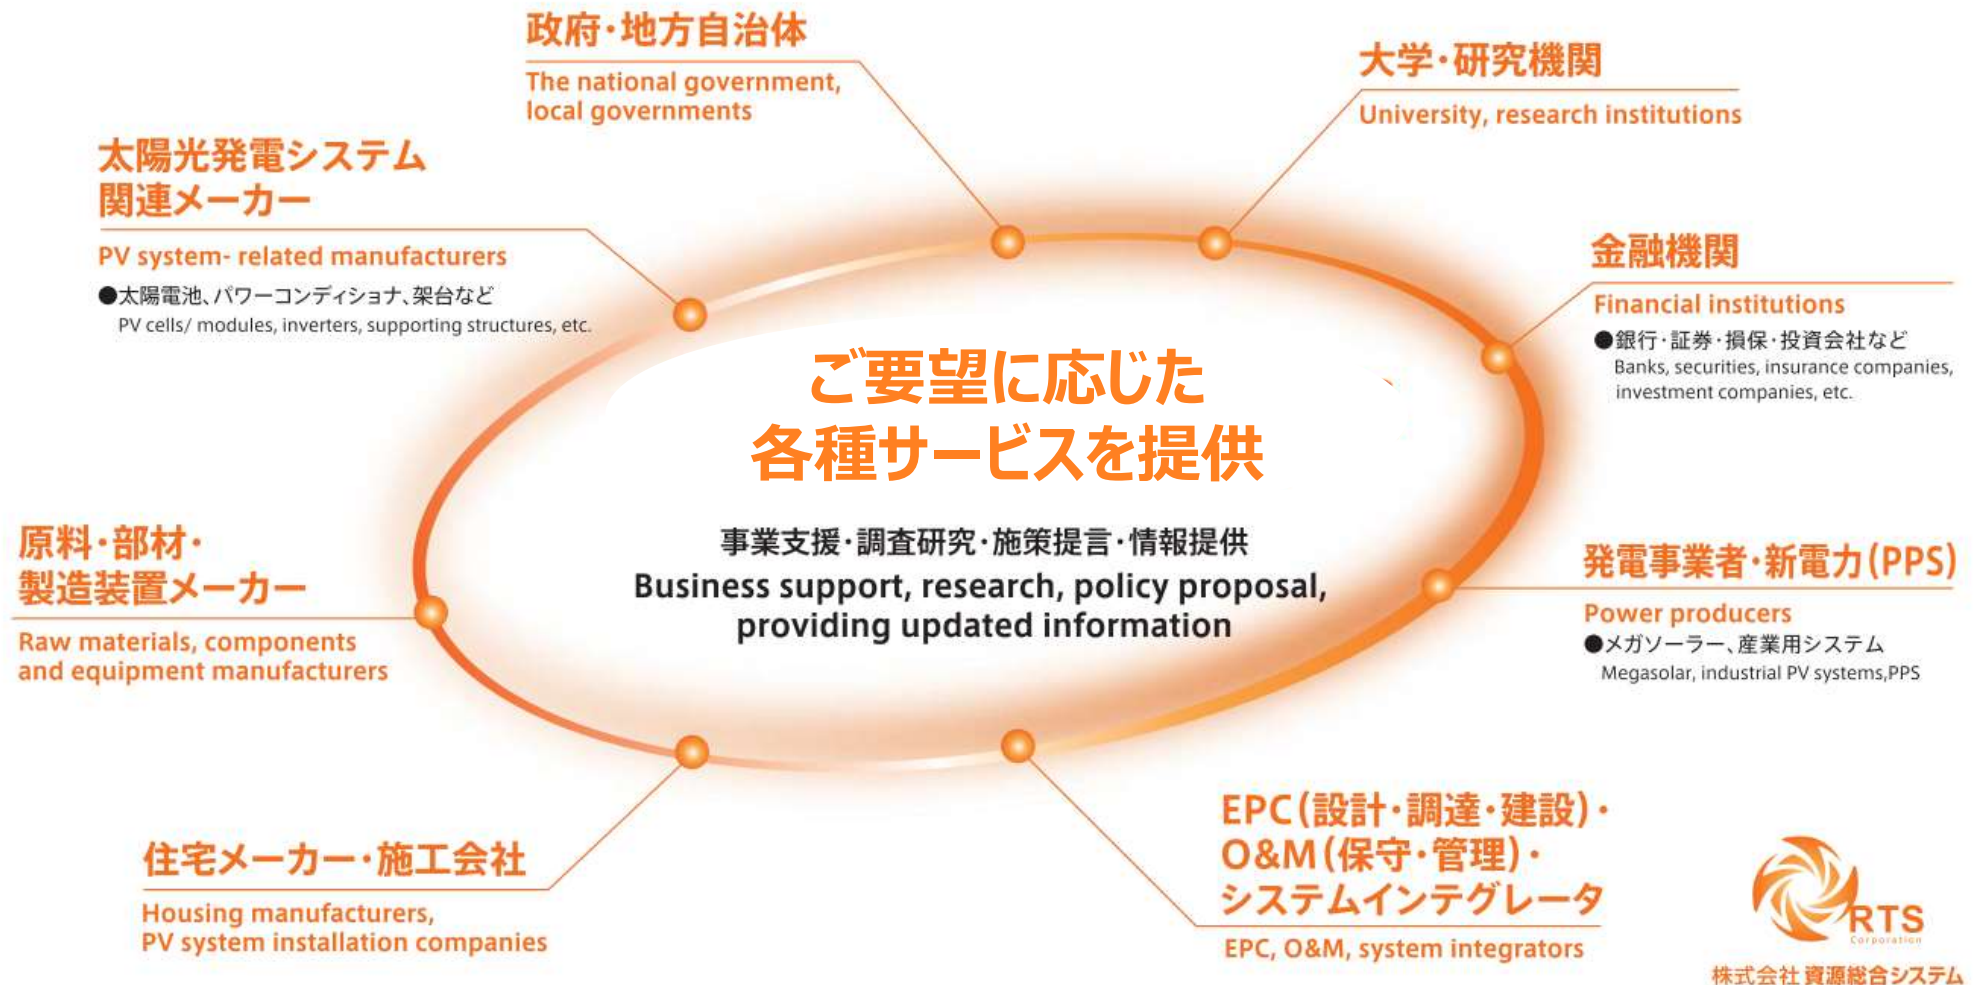 政府・地方自治体
The national government,
local governments
大学・研究機関
University, research institutions
太陽光発電システム
関連メーカー
PV system- related manufacturers
●太陽電池、パワーコンディショナ、架台など
PV cells/ modules, inverters, supporting structures, etc.
金融機関
Financial institutions
●銀行・証券・損保・投資会社など
Banks, securities, insurance companies,
investment companies, etc.
ご要望に応じた
各種サービスを提供
事業支援・調査研究・施策提言・情報提供
Business support, research, policy proposal,
providing updated information
原料・部材・
製造装置メーカー
Raw materials, components
and equipment manufacturers
発電事業者・新電力(PPS)
Power producers
●メガソーラー、産業用システム
Megasolar, industrial PV systems,PPS
住宅メーカー・施工会社
Housing manufacturers,
PV system installation companies
EPC(設計・調達・建設)・
O&M(保守・管理)・
システムインテグレータ
EPC, O&M, system integrators
RTS
Corporation
株式会社 資源総合システム